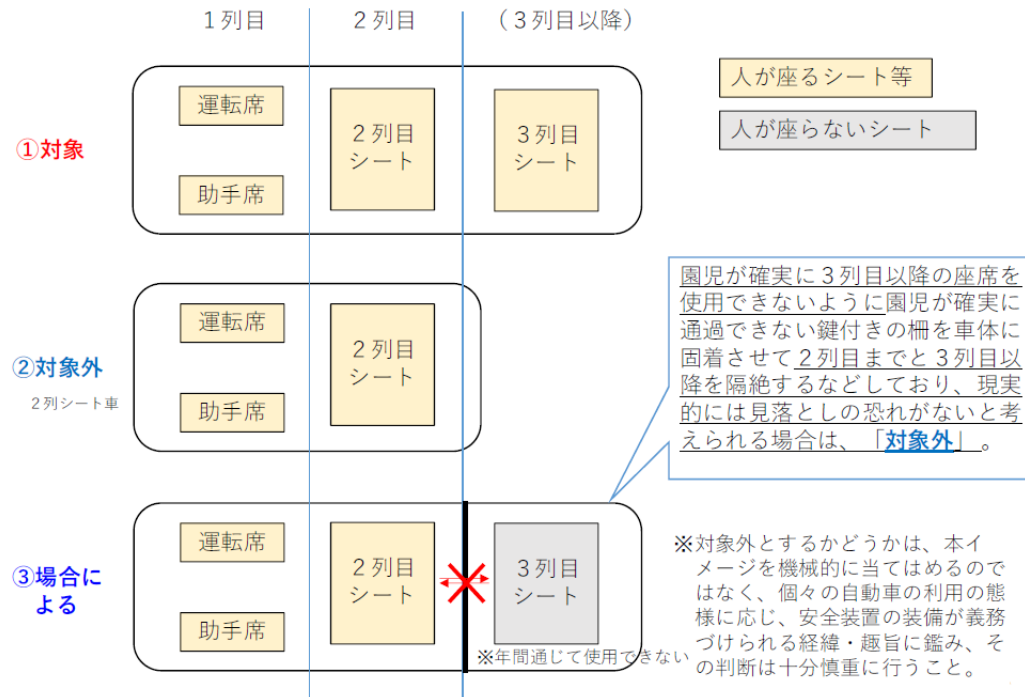 1列目
2列目
（3列目以降）
人が座るシート等
人が座らないシート
①対象
運転席
助手席
2列目
シート
3列目
シート
②対象外
2列シート車
運転席
助手席
2列目
シート
園児が確実に3列目以降の座席を
使用できないように園児が確実に
通過できない鍵付きの柵を車体に
固着させて2列目までと3列目以
降を隔絶するなどしており、現実
的には見落としの恐れがないと考
えられる場合は、「対象外」。
③場合に
よる
運転席
助手席
2列目
シート
3列目
シート
※年間通じて使用できない
※対象外とするかどうかは、本イ
メージを機械的に当てはめるので
はなく、個々の自動車の利用の態
様に応じ、安全装置の装備が義務
づけられる経緯・趣旨に鑑み、そ
の判断は十分慎重に行うこと。